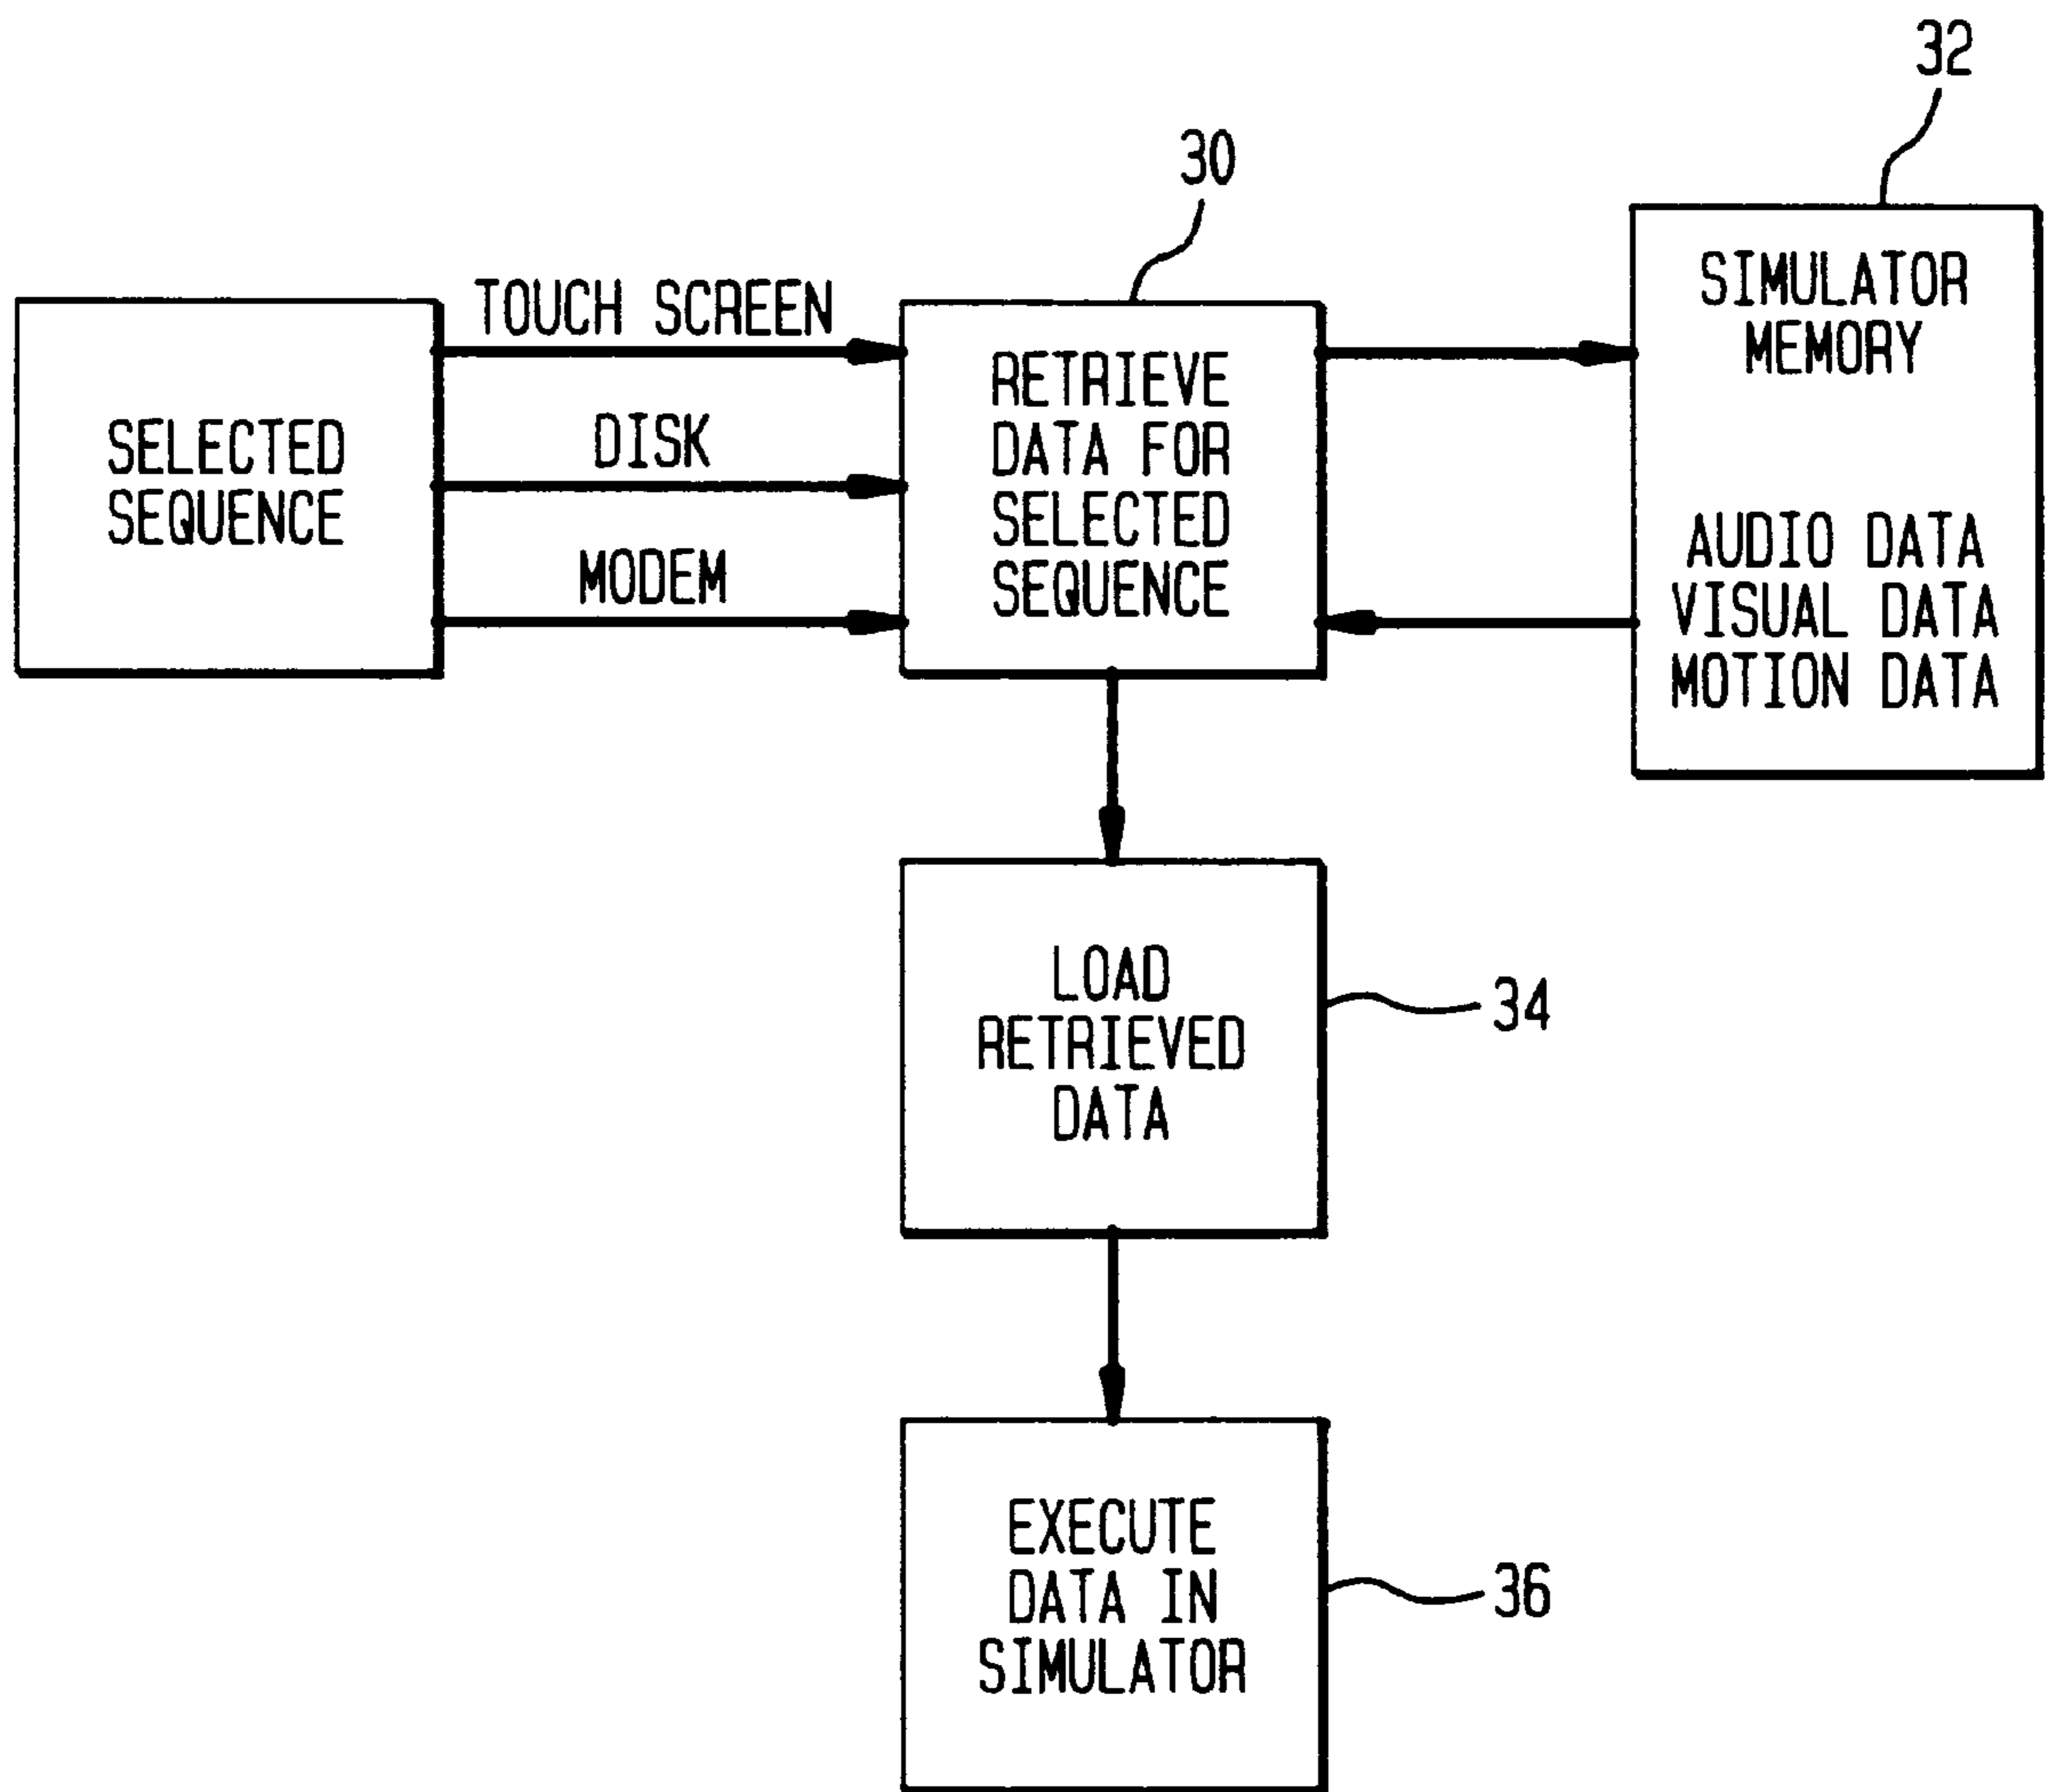 32
30
TOUCH SCREEN
DISK
MODEM
SELECTED
SEQUENCE
RETRIEVE
DATA FOR
SELECTED
SEQUENCE
SIMULATOR
MEMORY
AUDIO DATA
VISUAL DATA
MOTION DATA
LOAD
RETRIEVED
DATA
34
EXECUTE
DATA IN
SIMULATOR
36